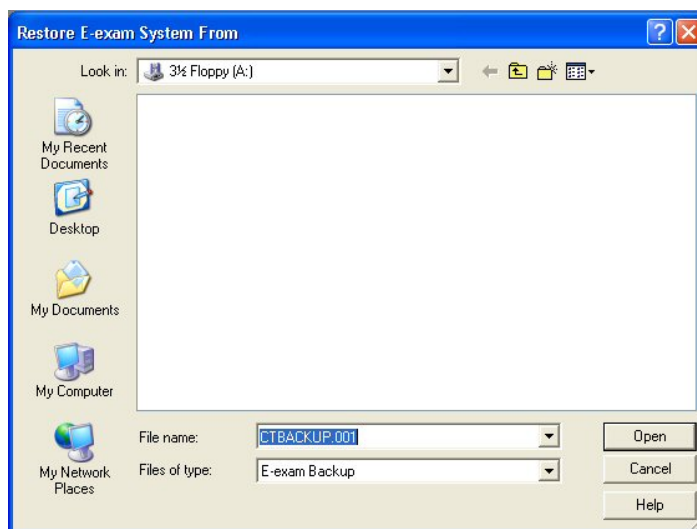 Restore E-exam System From
Look in:
3½ Floppy (A:)
My Recent
Documents
Desktop
My Documents
My Computer
My Network
Places
File name:
CTBACKUP.001
Open
Files of type:
E-exam Backup
Cancel
Help